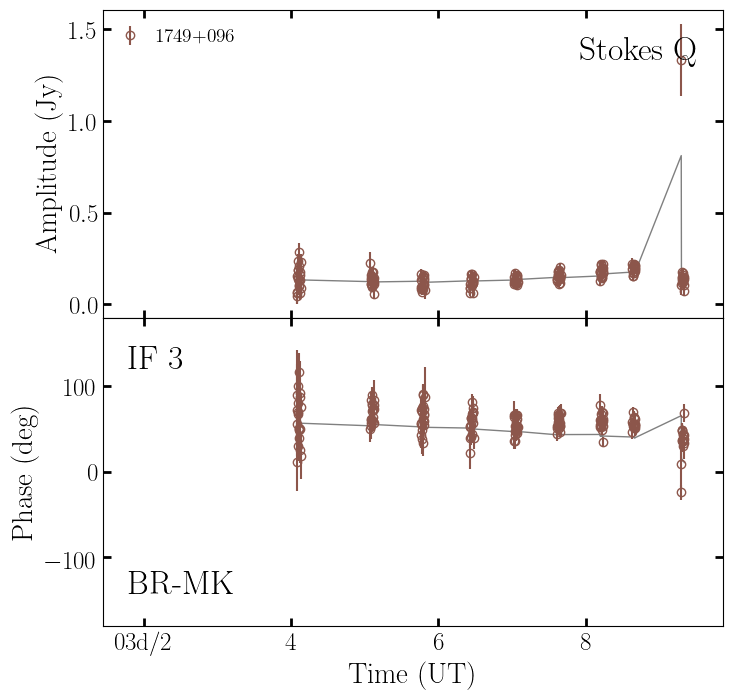 1749+096
Stokes Q
1.5
1.0
0.5
0.0
Amplitude (Jy)
IF 3
100
0
−100
Phase (deg)
BR-MK
03d/2
4
6
8
Time (UT)